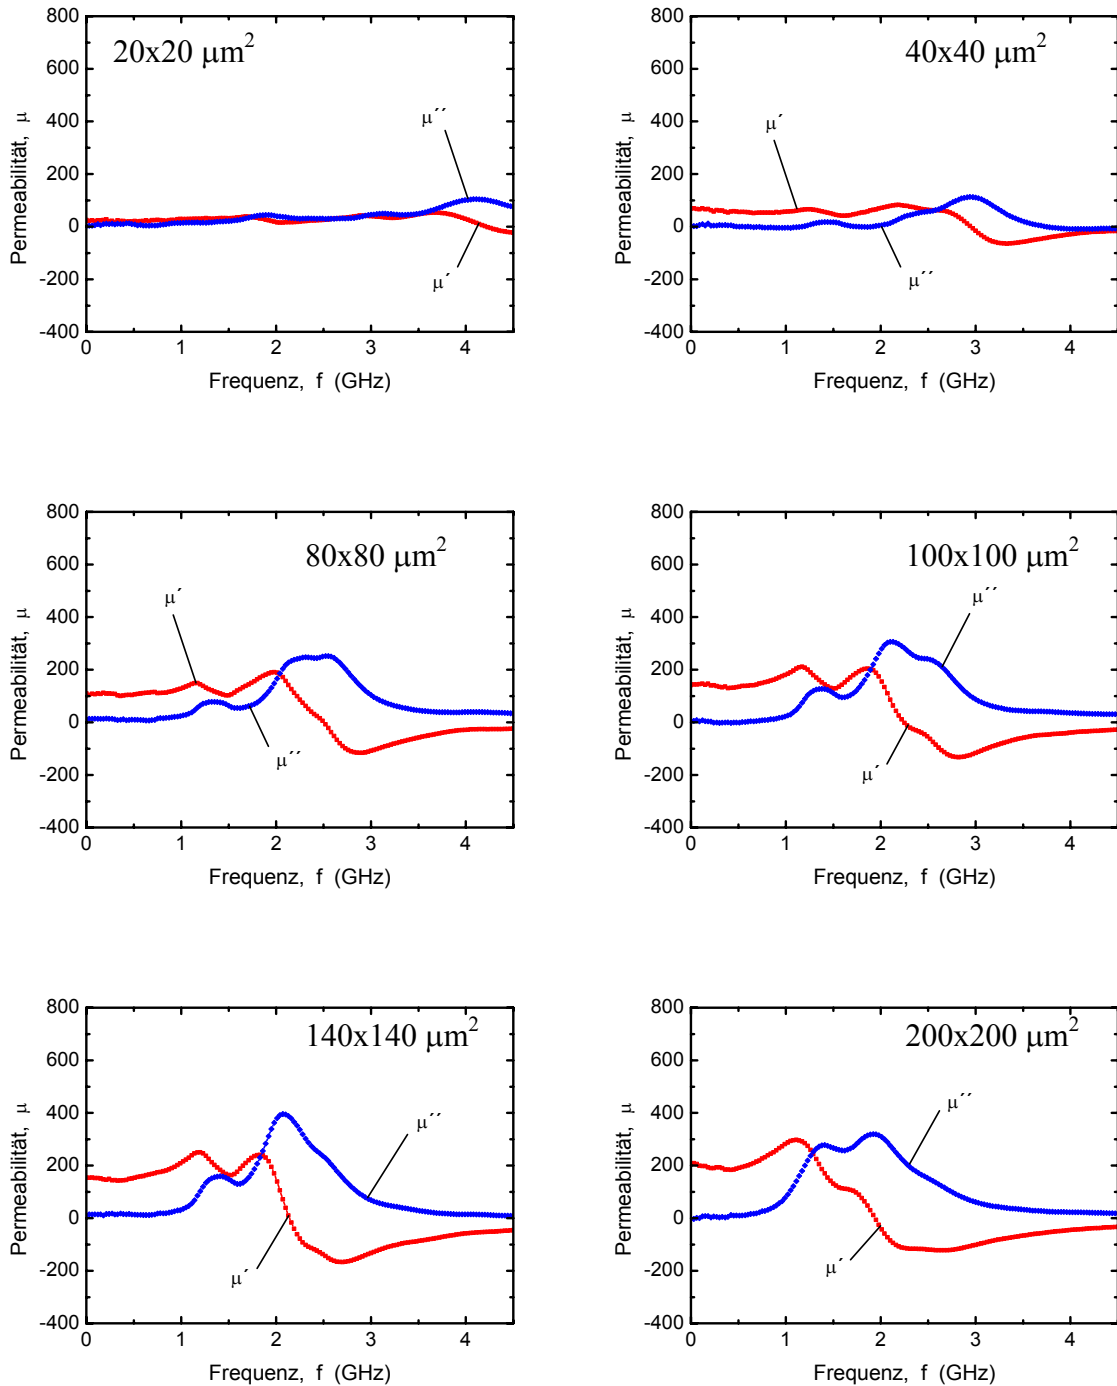 20x20 μm²
800
600
400
200
0
-200
-400
Permeabilität, μ
μ´´
μ´
0 1 2 3 4
Frequenz, f (GHz)
40x40 μm²
800
600
400
200
0
-200
-400
Permeabilität, μ
μ´
μ´´
0 1 2 3 4
Frequenz, f (GHz)
80x80 μm²
800
600
400
200
0
-200
-400
Permeabilität, μ
μ´
μ´´
0 1 2 3 4
Frequenz, f (GHz)
100x100 μm²
800
600
400
200
0
-200
-400
Permeabilität, μ
μ´´
μ´
0 1 2 3 4
Frequenz, f (GHz)
140x140 μm²
800
600
400
200
0
-200
-400
Permeabilität, μ
μ´´
μ´
0 1 2 3 4
Frequenz, f (GHz)
200x200 μm²
800
600
400
200
0
-200
-400
Permeabilität, μ
μ´´
μ´
0 1 2 3 4
Frequenz, f (GHz)